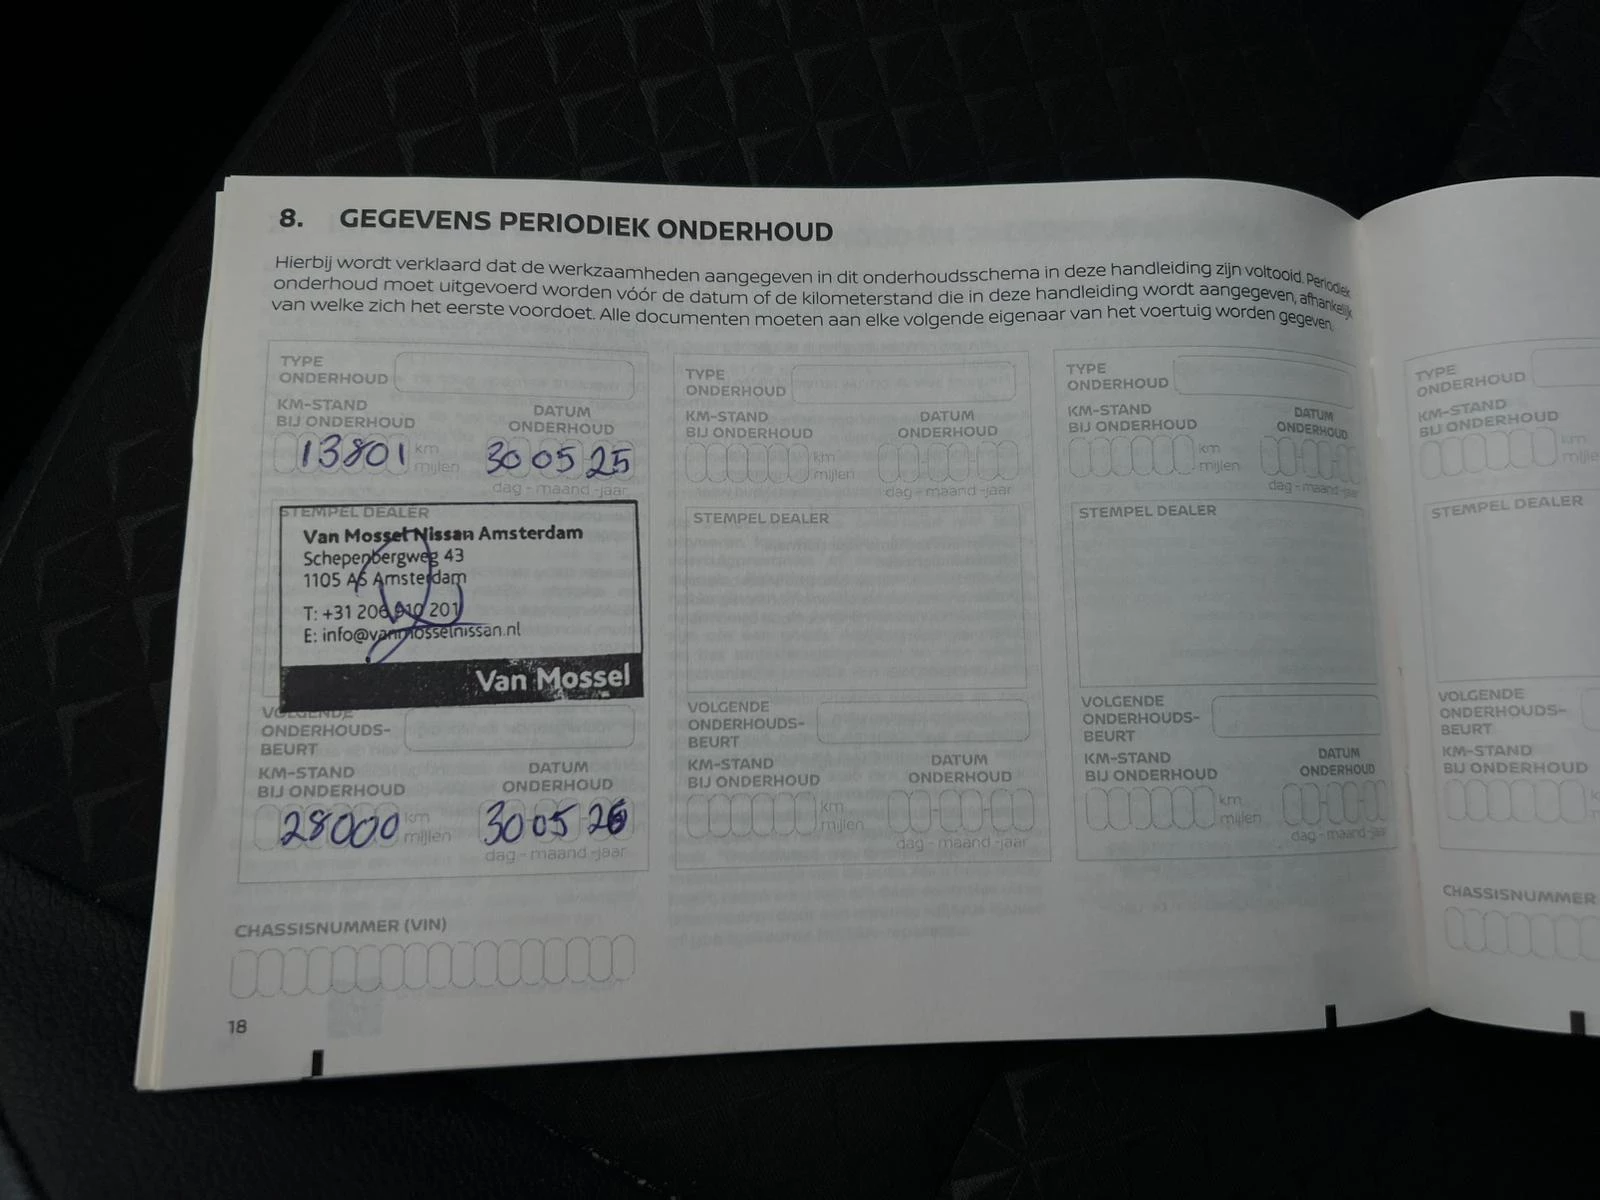 8. GEGEVENS PERIODIEK ONDERHOUD
Hierbij wordt verklaard dat de werkzaamheden aangegeven in dit onderhoudsschema in deze handleiding zijn voltooid. Periodiek
onderhoud moet uitgevoerd worden vóór de datum of de kilometerstand die in deze handleiding wordt aangegeven, afhankelijk
van welke zich het eerste voordoet. Alle documenten moeten aan elke volgende eigenaar van het voertuig worden gegeven.
TYPE
ONDERHOUD
KM-STAND
BIJ ONDERHOUD
DATUM
ONDERHOUD
13801 km
mijlen
30 05 25
dag - maand -jaar
STEMPEL DEALER
Van Mossel Nissan Amsterdam
Schepenbergweg 43
1105 AS Amsterdam
T: +31 206 910 201
E: info@vanmosselnissan.nl
Van Mossel
VOLGENDE
ONDERHOUDS-
BEURT
KM-STAND
BIJ ONDERHOUD
DATUM
ONDERHOUD
28000 km
mijlen
30 05 26
dag - maand -jaar
CHASSISNUMMER (VIN)
18
TYPE
ONDERHOUD
KM-STAND
BIJ ONDERHOUD
DATUM
ONDERHOUD
km
mijlen
dag - maand -jaar
STEMPEL DEALER
VOLGENDE
ONDERHOUDS-
BEURT
KM-STAND
BIJ ONDERHOUD
DATUM
ONDERHOUD
km
mijlen
dag - maand -jaar
TYPE
ONDERHOUD
KM-STAND
BIJ ONDERHOUD
DATUM
ONDERHOUD
km
mijlen
dag - maand -jaar
STEMPEL DEALER
VOLGENDE
ONDERHOUDS-
BEURT
KM-STAND
BIJ ONDERHOUD
DATUM
ONDERHOUD
km
mijlen
dag - maand -jaar
TYPE
ONDERHOUD
KM-STAND
BIJ ONDERHOUD
km
STEMPEL DEALER
VOLGENDE
ONDERHOUDS-
BEURT
KM-STAND
BIJ ONDERHOUD
CHASSISNUMMER